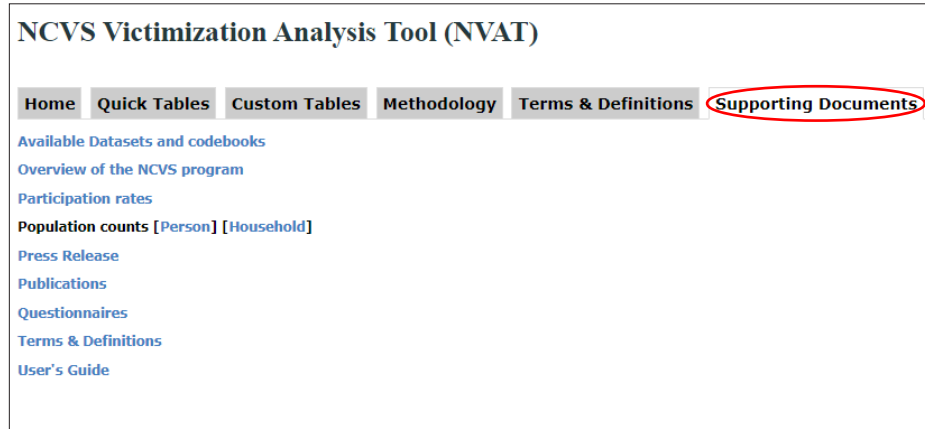 NCVS Victimization Analysis Tool (NVAT)
Home Quick Tables Custom Tables Methodology Terms & Definitions Supporting Documents
Available Datasets and codebooks
Overview of the NCVS program
Participation rates
Population counts [Person] [Household]
Press Release
Publications
Questionnaires
Terms & Definitions
User's Guide